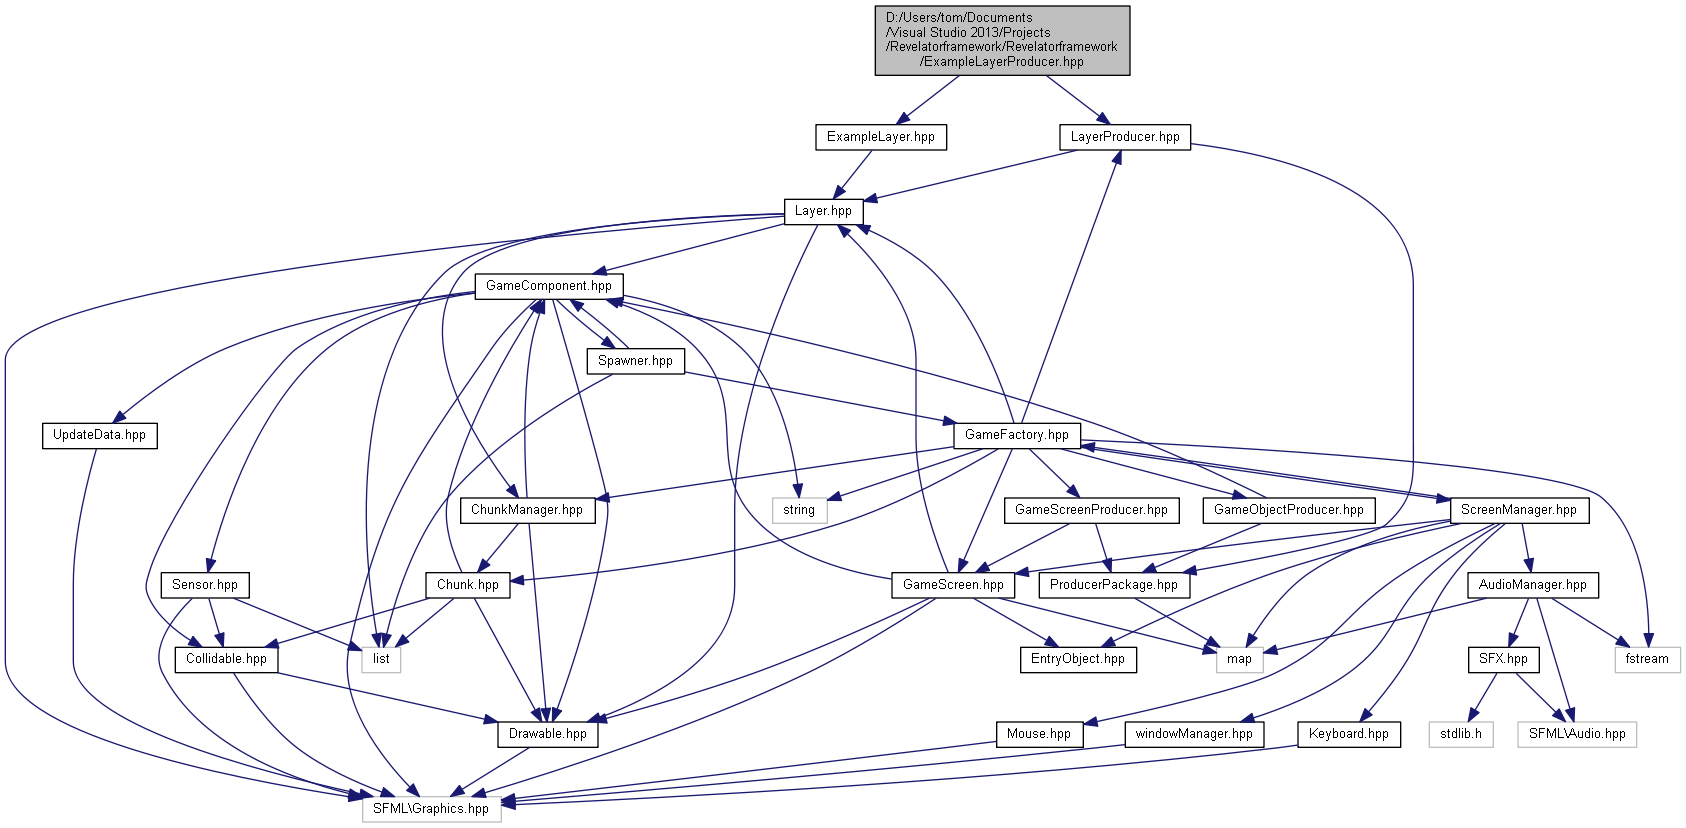 D:/Users/tom/Documents
/Visual Studio 2013/Projects
/Revelatorframework/Revelatorframework
/ExampleLayerProducer.hpp
ExampleLayer.hpp
LayerProducer.hpp
Layer.hpp
GameComponent.hpp
Spawner.hpp
UpdateData.hpp
GameFactory.hpp
ChunkManager.hpp
string
GameScreenProducer.hpp
GameObjectProducer.hpp
ScreenManager.hpp
Sensor.hpp
Chunk.hpp
GameScreen.hpp
ProducerPackage.hpp
AudioManager.hpp
Collidable.hpp
list
EntryObject.hpp
map
SFX.hpp
fstream
Drawable.hpp
Mouse.hpp
windowManager.hpp
Keyboard.hpp
stdlib.h
SFML\Audio.hpp
SFML\Graphics.hpp